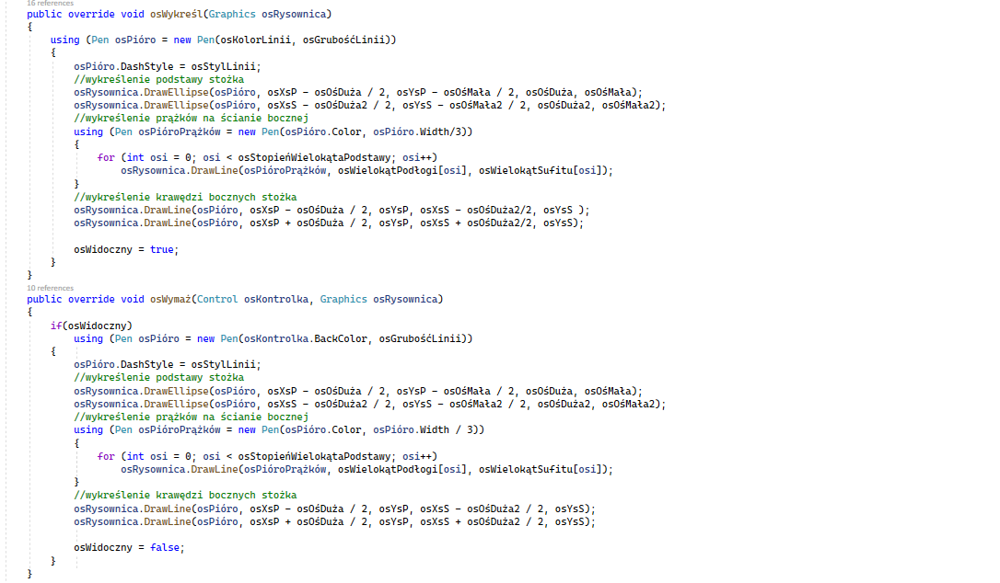 16 references
public override void osWykreśl(Graphics osRysownica)
{
using (Pen osPióro = new Pen(osKolorLinii, osGrubośćLinii))
{
osPióro.DashStyle = osStylLinii;
//wykreślenie podstawy stożka
osRysownica.DrawEllipse(osPióro, osXsP - osOśDuża / 2, osYsP - osOśMała / 2, osOśDuża, osOśMała);
osRysownica.DrawEllipse(osPióro, osXsS - osOśDuża2 / 2, osYsS - osOśMała2 / 2, osOśDuża2, osOśMała2);
//wykreślenie prążków na ścianie bocznej
using (Pen osPióroPrążków = new Pen(osPióro.Color, osPióro.Width/3))
{
for (int osi = 0; osi < osStopieńWielokątaPodstawy; osi++)
osRysownica.DrawLine(osPióroPrążków, osWielokątPodłogi[osi], osWielokątSufitu[osi]);
}
//wykreślenie krawędzi bocznych stożka
osRysownica.DrawLine(osPióro, osXsP - osOśDuża / 2, osYsP, osXsS - osOśDuża2/2, osYsS );
osRysownica.DrawLine(osPióro, osXsP + osOśDuża / 2, osYsP, osXsS + osOśDuża2/2, osYsS);
osWidoczny = true;
}
}
10 references
public override void osWymaż(Control osKontrolka, Graphics osRysownica)
{
if(osWidoczny)
using (Pen osPióro = new Pen(osKontrolka.BackColor, osGrubośćLinii))
{
osPióro.DashStyle = osStylLinii;
//wykreślenie podstawy stożka
osRysownica.DrawEllipse(osPióro, osXsP - osOśDuża / 2, osYsP - osOśMała / 2, osOśDuża, osOśMała);
osRysownica.DrawEllipse(osPióro, osXsS - osOśDuża2 / 2, osYsS - osOśMała2 / 2, osOśDuża2, osOśMała2);
//wykreślenie prążków na ścianie bocznej
using (Pen osPióroPrążków = new Pen(osPióro.Color, osPióro.Width / 3))
{
for (int osi = 0; osi < osStopieńWielokątaPodstawy; osi++)
osRysownica.DrawLine(osPióroPrążków, osWielokątPodłogi[osi], osWielokątSufitu[osi]);
}
//wykreślenie krawędzi bocznych stożka
osRysownica.DrawLine(osPióro, osXsP - osOśDuża / 2, osYsP, osXsS - osOśDuża2 / 2, osYsS);
osRysownica.DrawLine(osPióro, osXsP + osOśDuża / 2, osYsP, osXsS + osOśDuża2 / 2, osYsS);
osWidoczny = false;
}
}